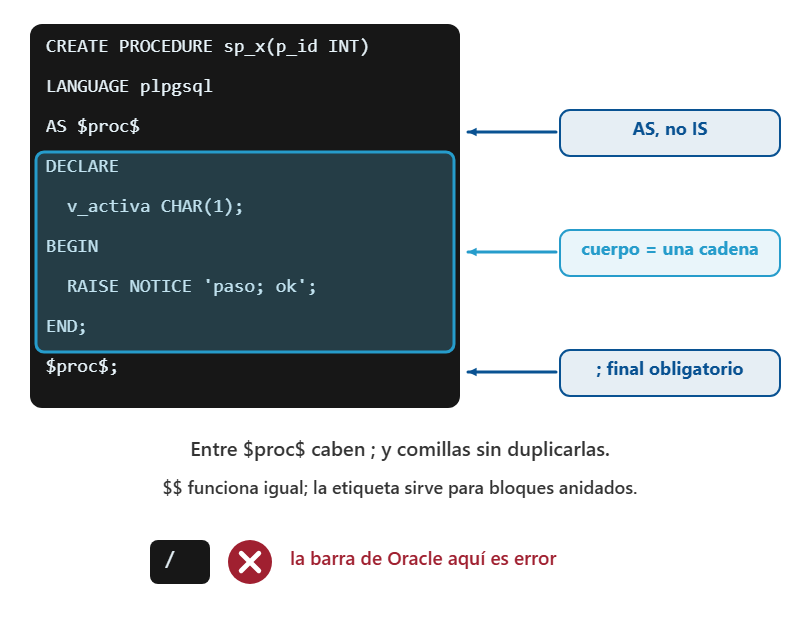 CREATE PROCEDURE sp_x(p_id INT)
LANGUAGE plpgsql
AS $proc$
AS, no IS
DECLARE
v_activa CHAR(1);
BEGIN
cuerpo = una cadena
RAISE NOTICE 'paso; ok';
END;
$proc$;
; final obligatorio
Entre $proc$ caben ; y comillas sin duplicarlas.
$$ funciona igual; la etiqueta sirve para bloques anidados.
/
la barra de Oracle aquí es error